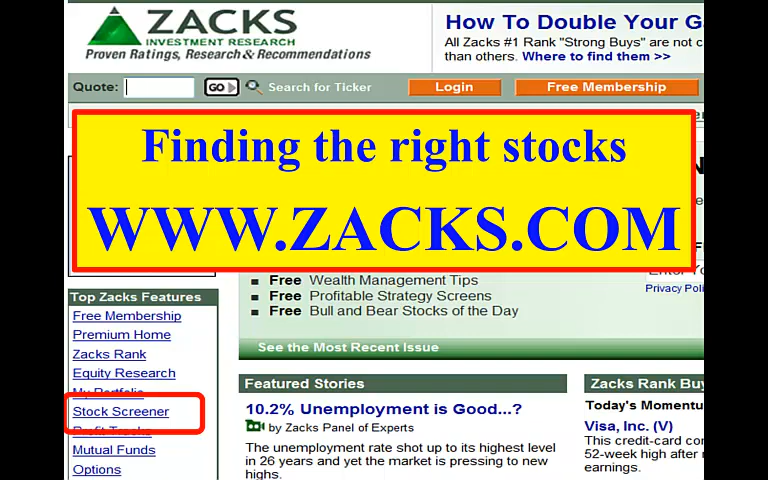 ZACKS
INVESTMENT RESEARCH
Proven Ratings, Research & Recommendations
How To Double Your
All Zacks #1 Rank "Strong Buys" are not
than others. Where to find them >>
Quote: GO Search for Ticker Login Free Membership
Finding the right stocks
WWW.ZACKS.COM
Free Wealth Management Tips
Free Profitable Strategy Screens
Free Bull and Bear Stocks of the Day
Privacy
See the Most Recent Issue
Top Zacks Features
Free Membership
Premium Home
Zacks Rank
Equity Research
My Portfolio
Stock Screener
Profit Tracks
Mutual Funds
Options
Featured Stories
10.2% Unemployment is Good...?
by Zacks Panel of Experts
The unemployment rate shot up to its highest level
in 26 years and yet the market is pressing to new
highs.
Zacks Rank Buy
Today's Momentu
Visa, Inc. (V)
This credit-card
52-week high after
earnings.